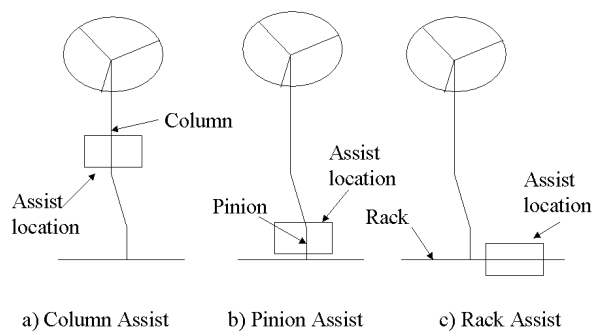 Column
Assist
location
a) Column Assist
Assist
location
Pinion
b) Pinion Assist
Assist
location
Rack
c) Rack Assist